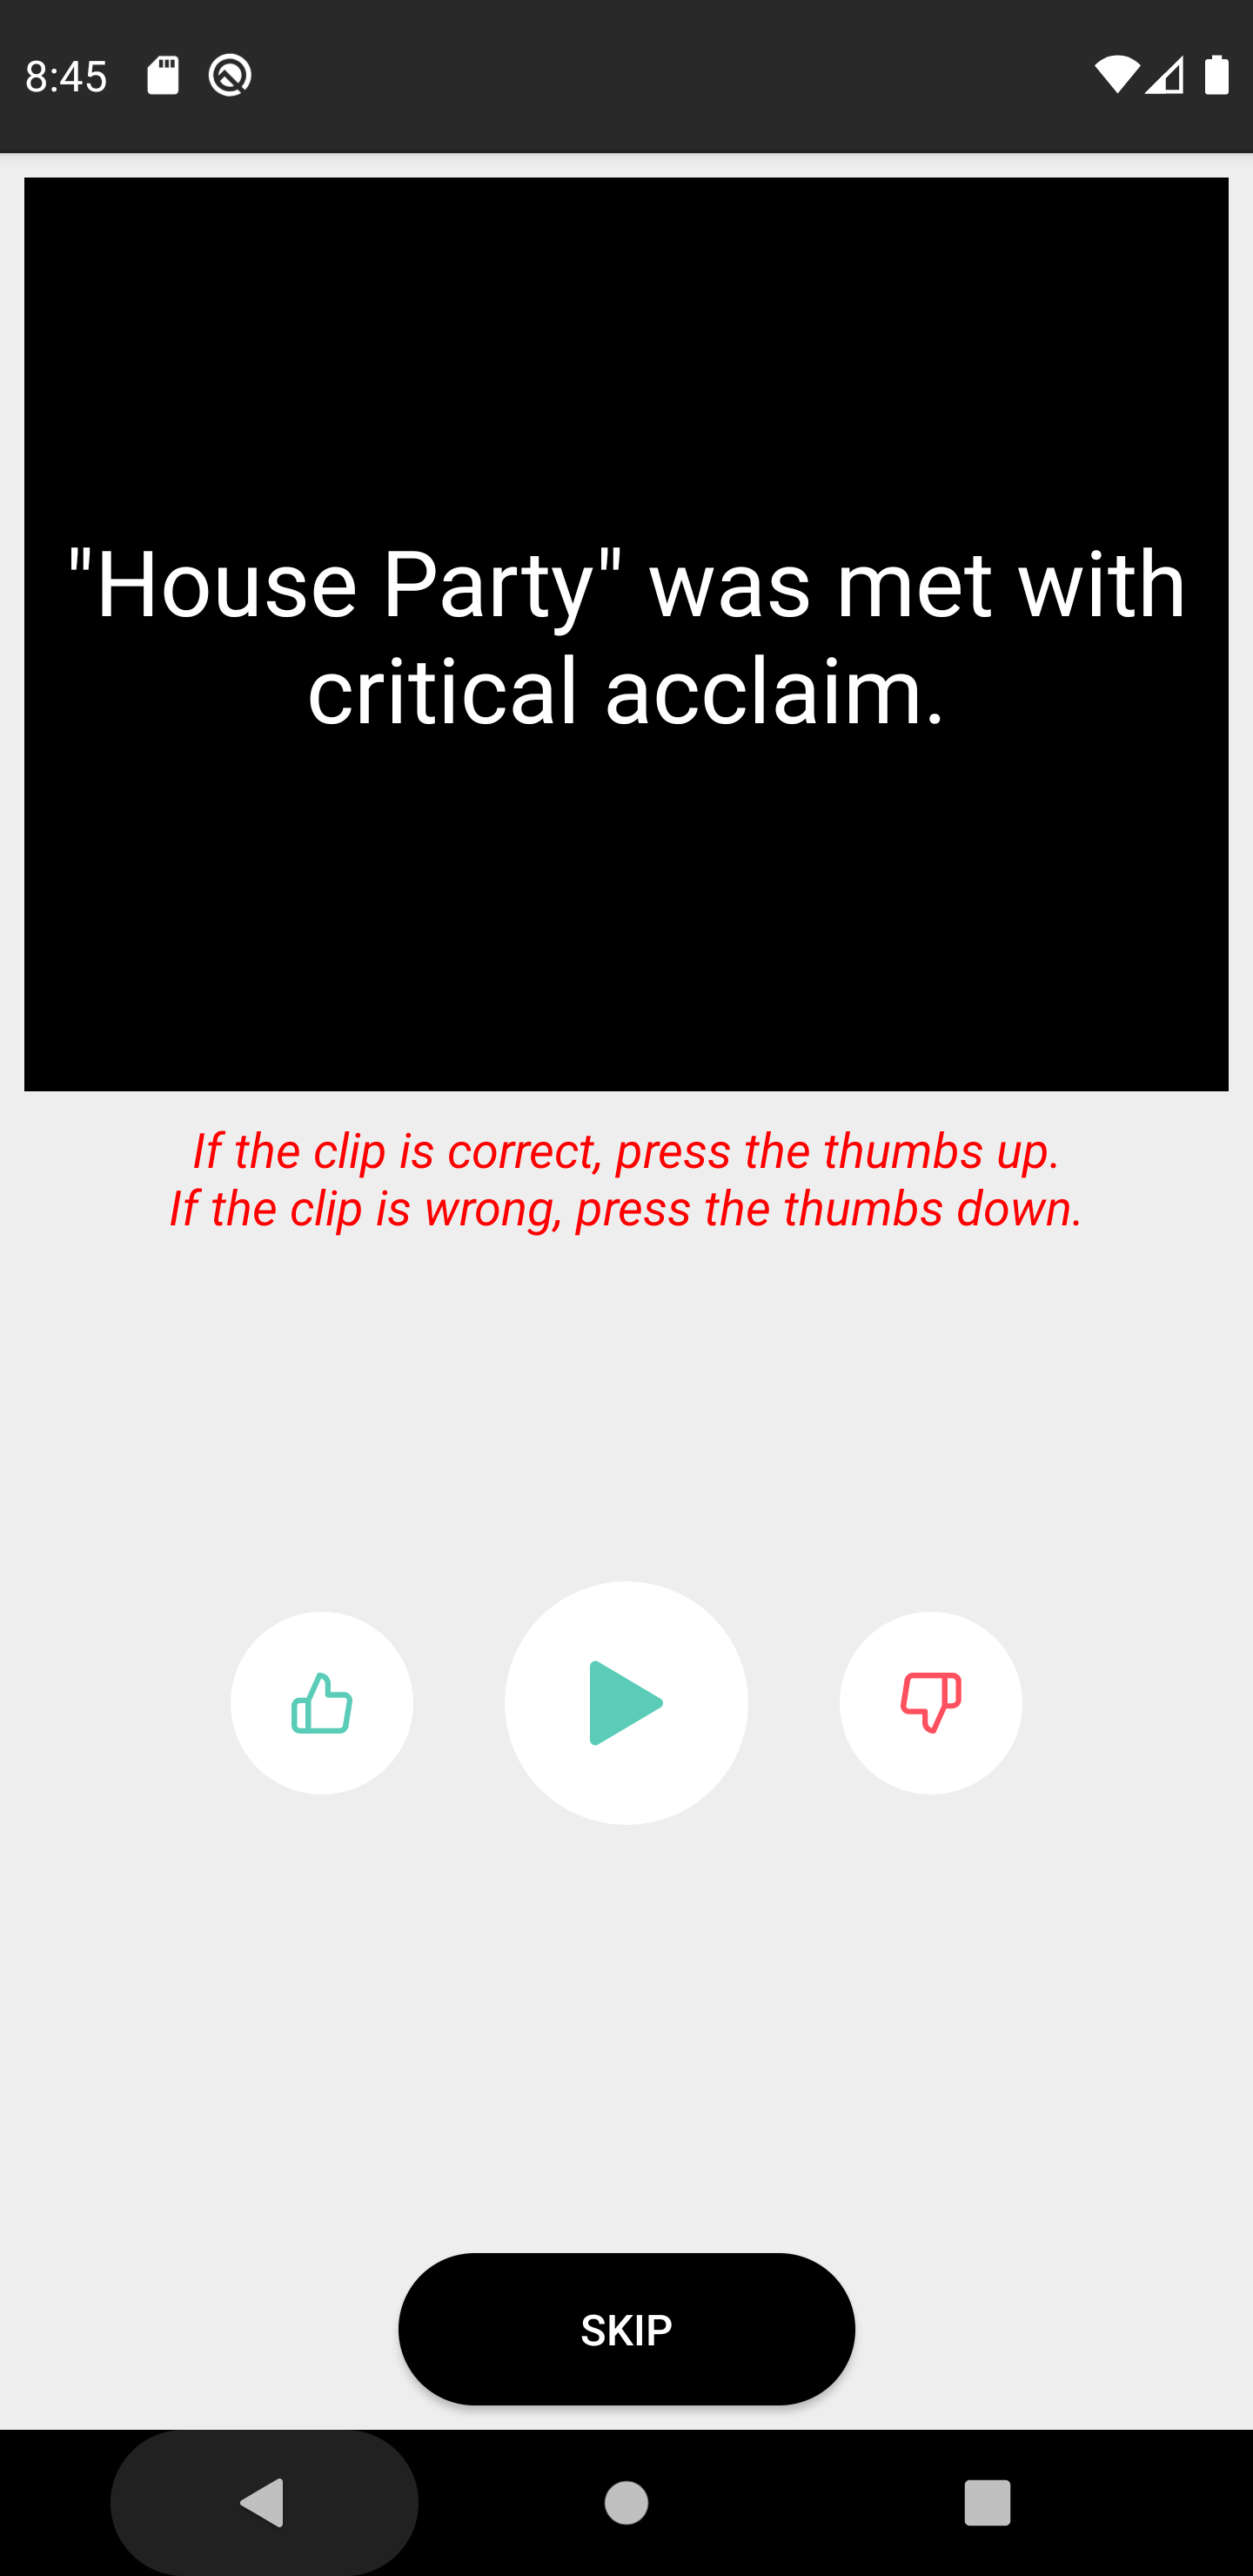 8:45
"House Party" was met with
critical acclaim.
If the clip is correct, press the thumbs up.
If the clip is wrong, press the thumbs down.
SKIP